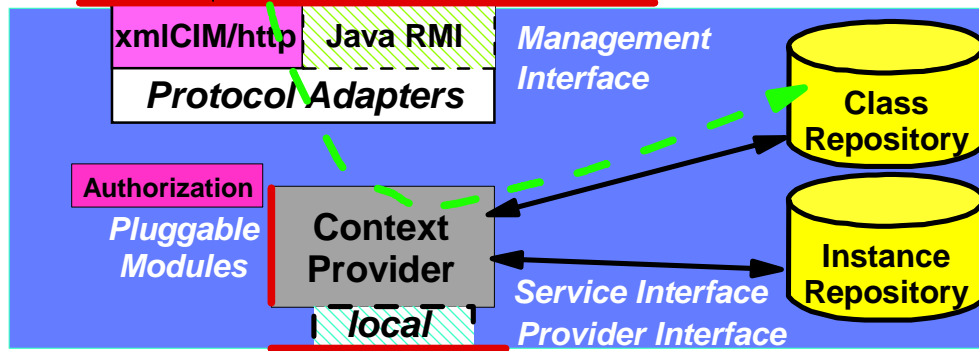 xmlCIM/http
Java RMI
Protocol Adapters
Management
Interface
Class
Repository
Authorization
Pluggable
Modules
Context
Provider
Instance
Repository
Service Interface
Provider Interface
local